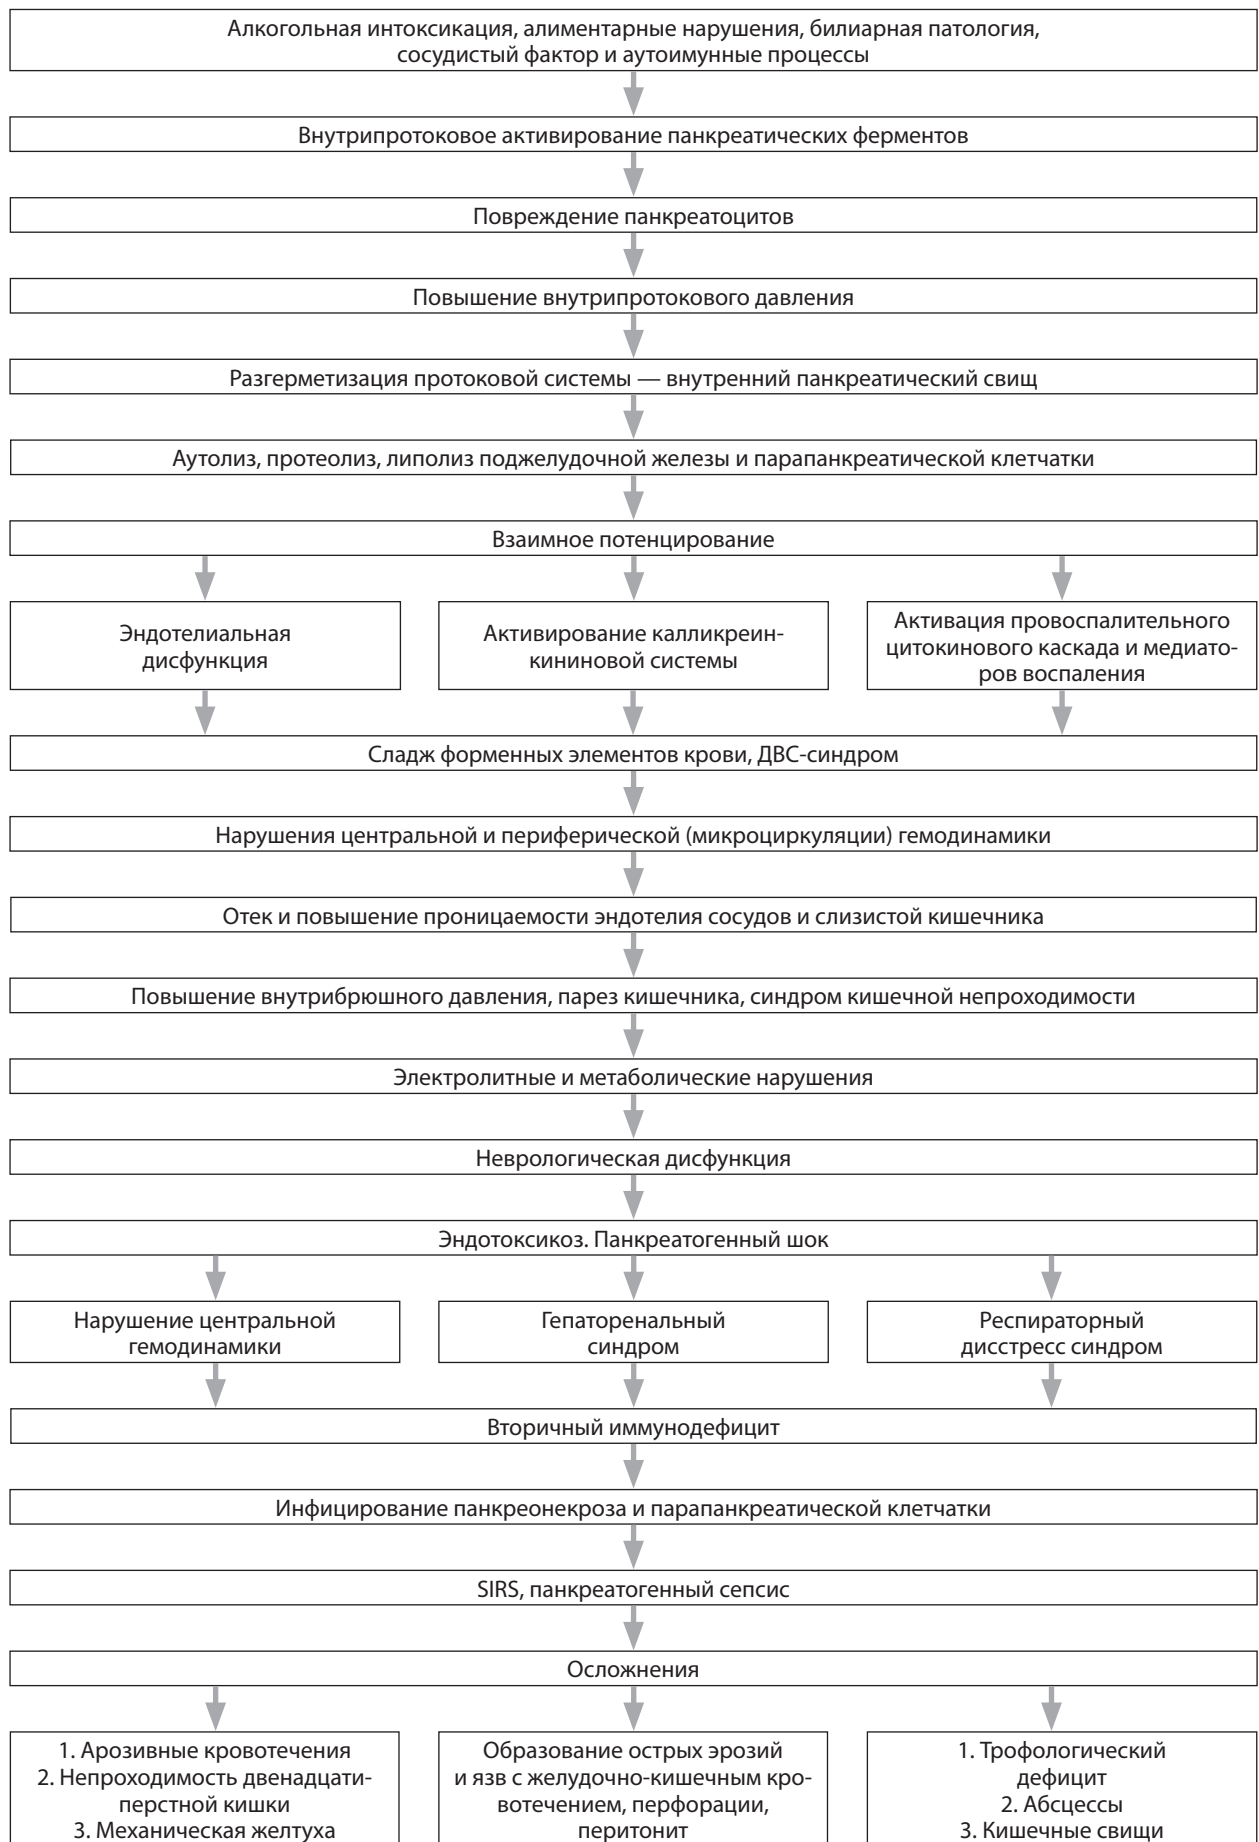 Алкогольная интоксикация, алиментарные нарушения, билиарная патология,
сосудистый фактор и аутоимунные процессы
Внутрипротоковое активирование панкреатических ферментов
Повреждение панкреатоцитов
Повышение внутрипротокового давления
Разгерметизация протоковой системы — внутренний панкреатический свищ
Аутолиз, протеолиз, липолиз поджелудочной железы и парапанкреатической клетчатки
Взаимное потенцирование
Эндотелиальная
дисфункция
Активирование калликреин-
кининовой системы
Активация провоспалительного
цитокинового каскада и медиато-
ров воспаления
Сладж форменных элементов крови, ДВС-синдром
Нарушения центральной и периферической (микроциркуляции) гемодинамики
Отек и повышение проницаемости эндотелия сосудов и слизистой кишечника
Повышение внутрибрюшного давления, парез кишечника, синдром кишечной непроходимости
Электролитные и метаболические нарушения
Неврологическая дисфункция
Эндотоксикоз. Панкреатогенный шок
Нарушение центральной
гемодинамики
Гепаторенальный
синдром
Респираторный
дисстресс синдром
Вторичный иммунодефицит
Инфицирование панкреонекроза и парапанкреатической клетчатки
SIRS, панкреатогенный сепсис
Осложнения
1. Арозивные кровотечения
2. Непроходимость двенадцати-
перстной кишки
3. Механическая желтуха
Образование острых эрозий
и язв с желудочно-кишечным кро-
вотечением, перфорации,
перитонит
1. Трофологический
дефицит
2. Абсцессы
3. Кишечные свищи